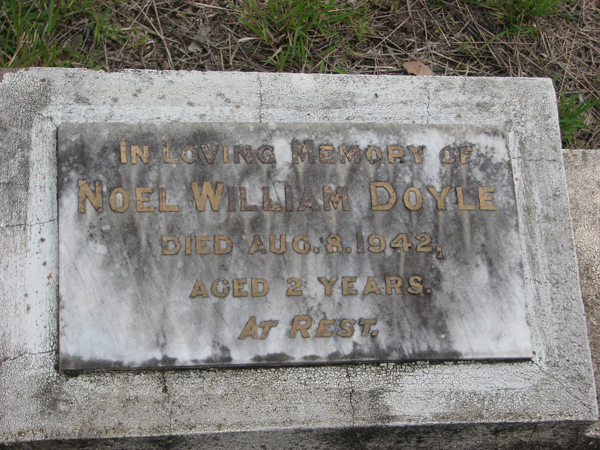 IN LOVING MEMORY OF
NOEL WILLIAM DOYLE
DIED AUG. 8. 1942,
AGED 2 YEARS.
AT REST.